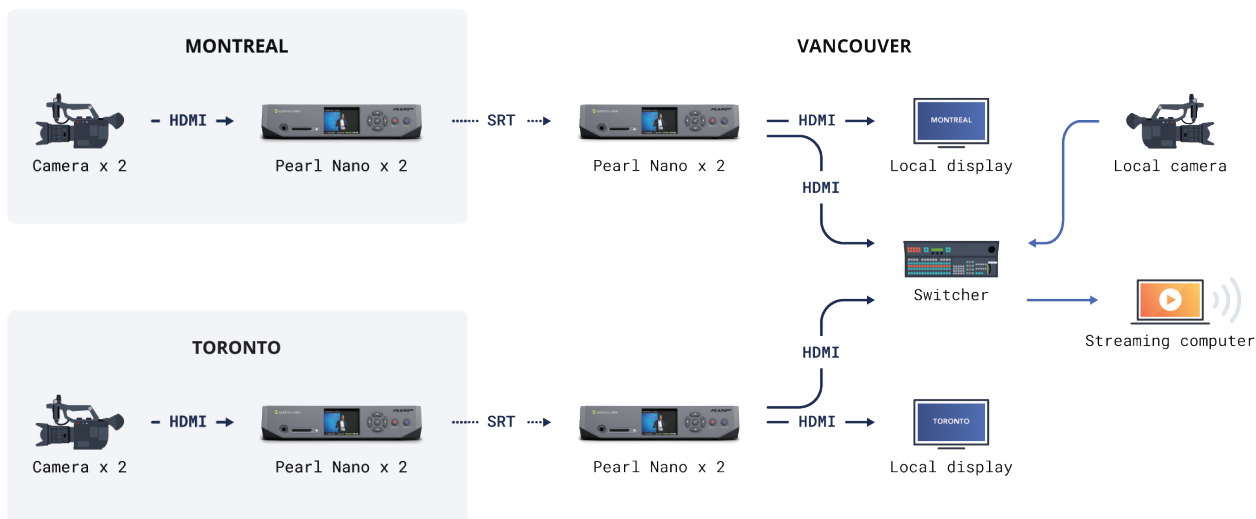 MONTREAL
VANCOUVER
HDMI
SRT
HDMI
MONTREAL
Camera x 2
Pearl Nano x 2
Pearl Nano x 2
Local display
Local camera
HDMI
Switcher
Streaming computer
TORONTO
HDMI
HDMI
SRT
HDMI
TORONTO
Camera x 2
Pearl Nano x 2
Pearl Nano x 2
Local display